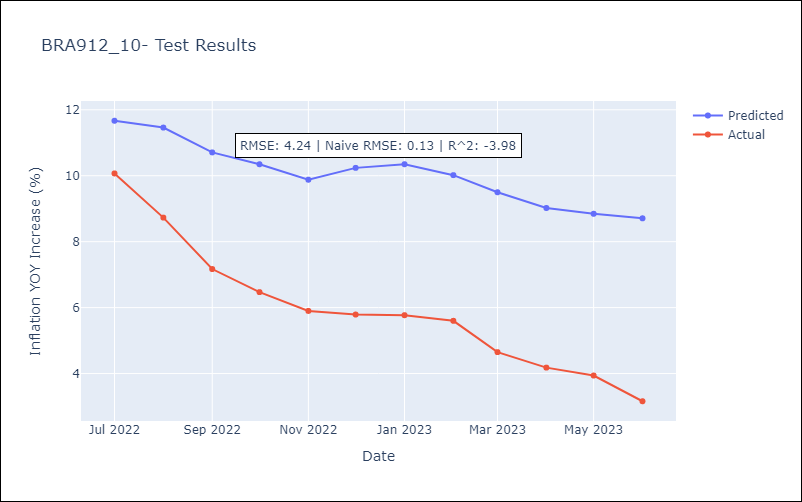 BRA912_10- Test Results
Predicted
Actual
RMSE: 4.24 | Naive RMSE: 0.13 | R^2: -3.98
Inflation YOY Increase (%)
12
10
8
6
4
Jul 2022
Sep 2022
Nov 2022
Jan 2023
Mar 2023
May 2023
Date